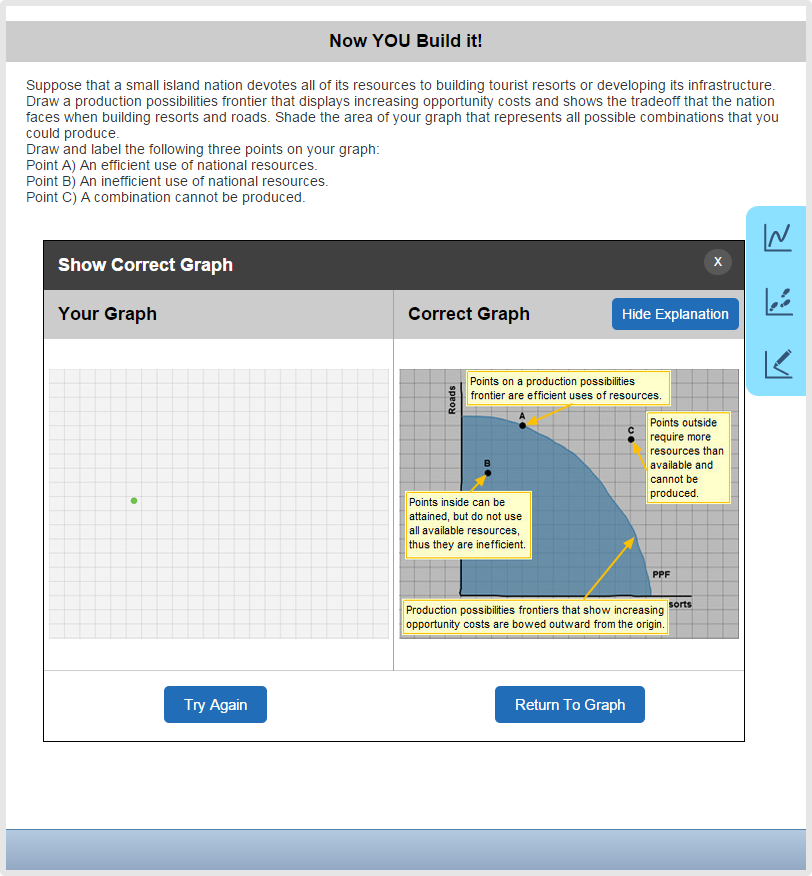 Now YOU Build it!
Suppose that a small island nation devotes all of its resources to building tourist resorts or developing its infrastructure.
Draw a production possibilities frontier that displays increasing opportunity costs and shows the tradeoff that the nation
faces when building resorts and roads. Shade the area of your graph that represents all possible combinations that you
could produce.
Draw and label the following three points on your graph:
Point A) An efficient use of national resources.
Point B) An inefficient use of national resources.
Point C) A combination cannot be produced.
Show Correct Graph
X
Your Graph
Correct Graph
Hide Explanation
Roads
Points on a production possibilities
frontier are efficient uses of resources.
A
C
Points outside
require more
resources than
available and
cannot be
produced.
B
Points inside can be
attained, but do not use
all available resources,
thus they are inefficient.
PPF
sorts
Production possibilities frontiers that show increasing
opportunity costs are bowed outward from the origin.
Try Again
Return To Graph